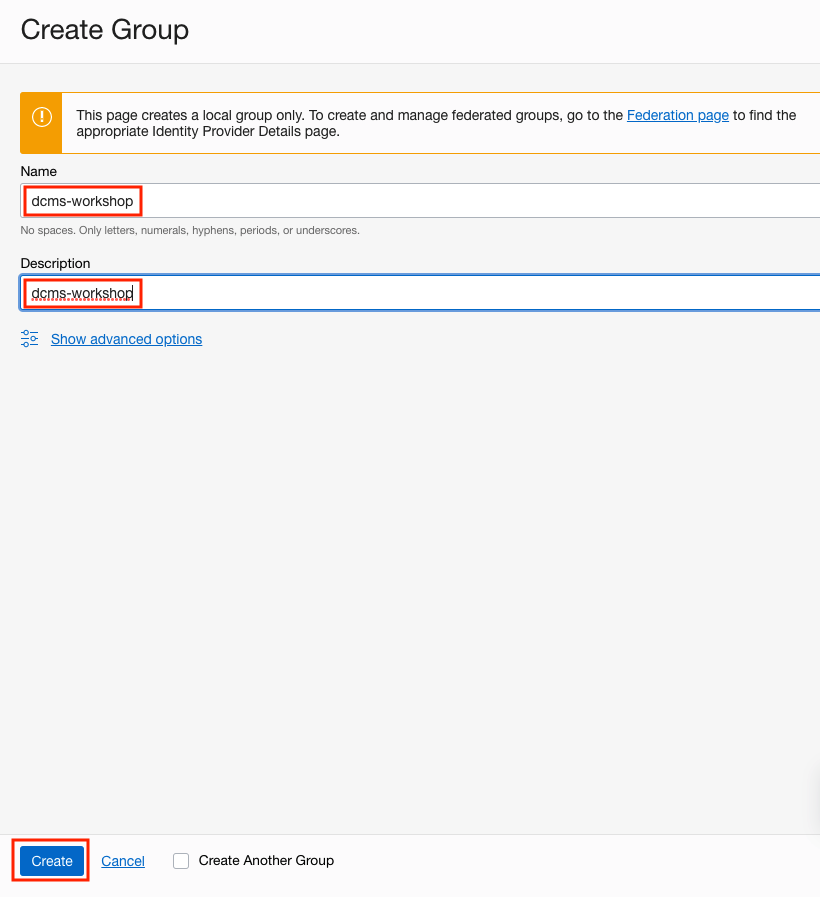 Create Group
This page creates a local group only. To create and manage federated groups, go to the Federation page to find the
appropriate Identity Provider Details page.
Name
dcms-workshop
No spaces. Only letters, numerals, hyphens, periods, or underscores.
Description
dcms-workshop
Show advanced options
Create Cancel Create Another Group